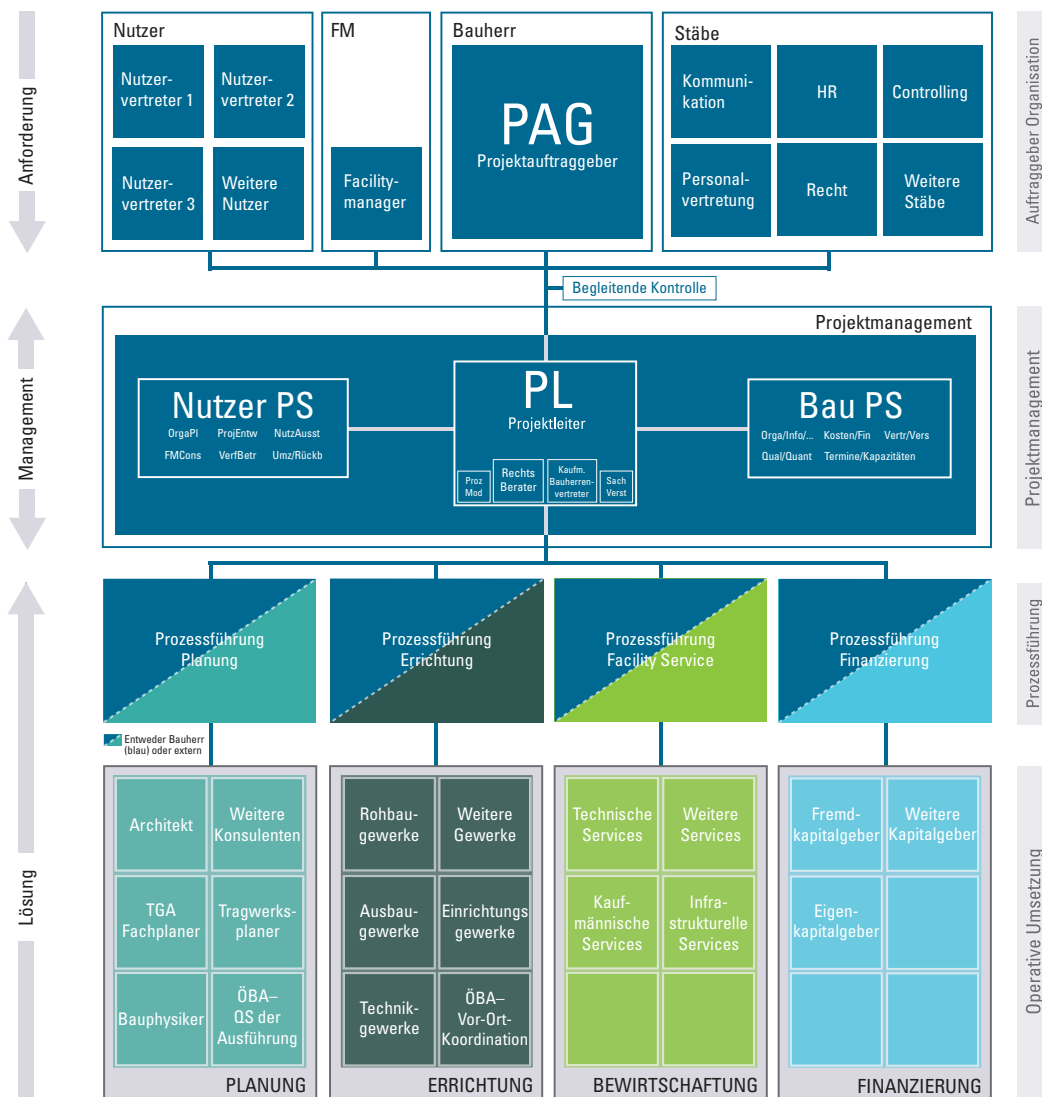 Nutzer
Nutzer-
vertreter 1
Nutzer-
vertreter 2
Nutzer-
vertreter 3
Weitere
Nutzer
FM
Facility-
manager
Bauherr
PAG
Projektauftraggeber
Stäbe
Kommuni-
kation
HR
Controlling
Personal-
vertretung
Recht
Weitere
Stäbe
Anforderung
Auftraggeber Organisation
Begleitende Kontrolle
Projektmanagement
Nutzer PS
OrgaPl ProjEntw NutzAusst
FMCons VerfBetr Umz/Rückb
PL
Projektleiter
Proz
Mod
Rechts
Berater
Kaufm.
Bauherren-
vertreter
Sach
Verst
Bau PS
Orga/Info/... Kosten/Fin Vertr/Vers
Qual/Quant Termine/Kapazitäten
Management
Projektmanagement
Prozessführung
Planung
Prozessführung
Errichtung
Prozessführung
Facility Service
Prozessführung
Finanzierung
Prozessführung
Entweder Bauherr
(blau) oder extern
Architekt
Weitere
Konsulenten
TGA
Fachplaner
Tragwerks-
planer
Bauphysiker
ÖBA–
QS der
Ausführung
PLANUNG
Rohbau-
gewerke
Weitere
Gewerke
Ausbau-
gewerke
Einrichtungs
gewerke
Technik-
gewerke
ÖBA–
Vor-Ort-
Koordination
ERRICHTUNG
Technische
Services
Weitere
Services
Kauf-
männische
Services
Infra-
strukturelle
Services
BEWIRTSCHAFTUNG
Fremd-
kapitalgeber
Weitere
Kapitalgeber
Eigen-
kapitalgeber
FINANZIERUNG
Lösung
Operative Umsetzung